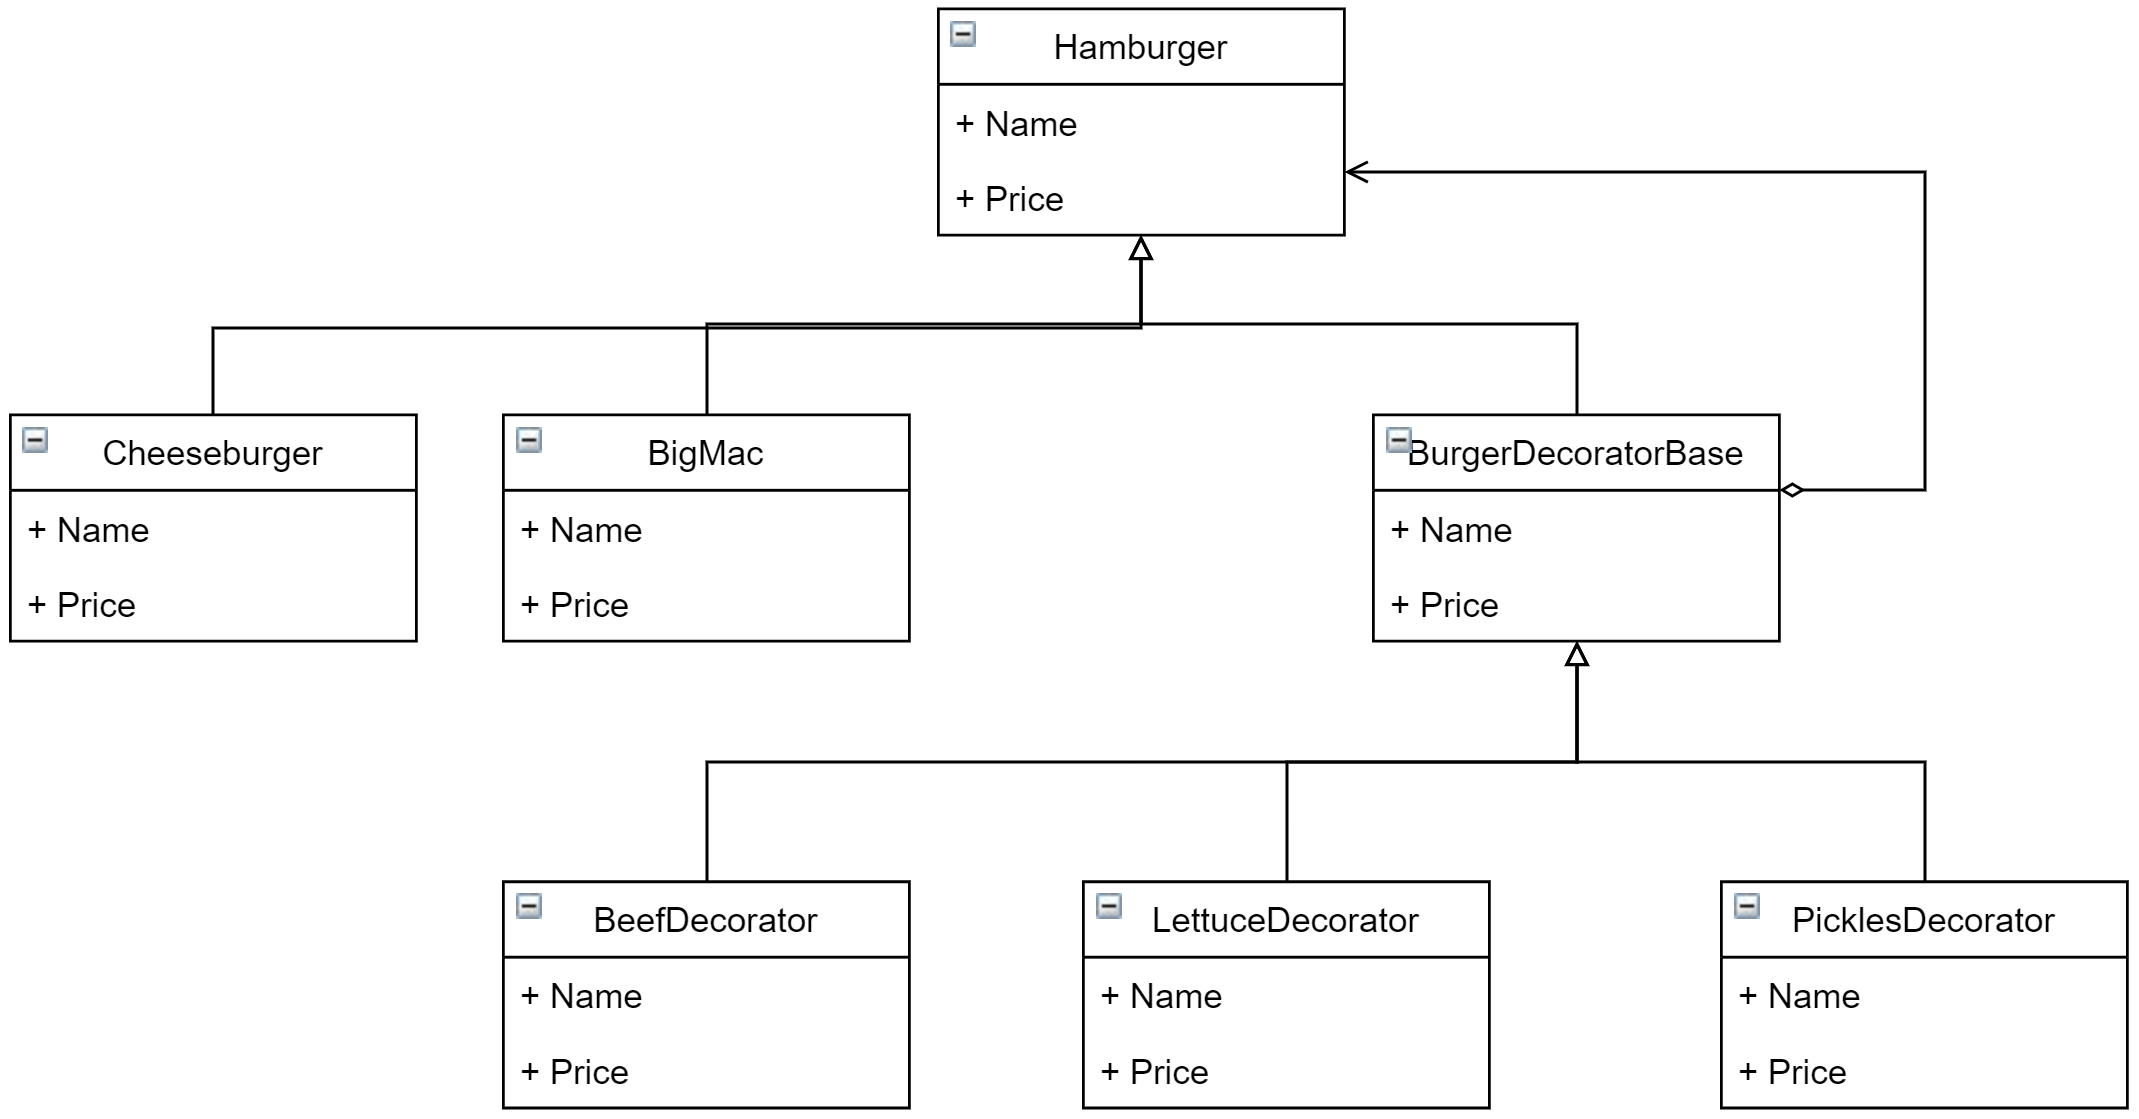 Hamburger
+ Name
+ Price
Cheeseburger
+ Name
+ Price
BigMac
+ Name
+ Price
BurgerDecoratorBase
+ Name
+ Price
BeefDecorator
+ Name
+ Price
LettuceDecorator
+ Name
+ Price
PicklesDecorator
+ Name
+ Price